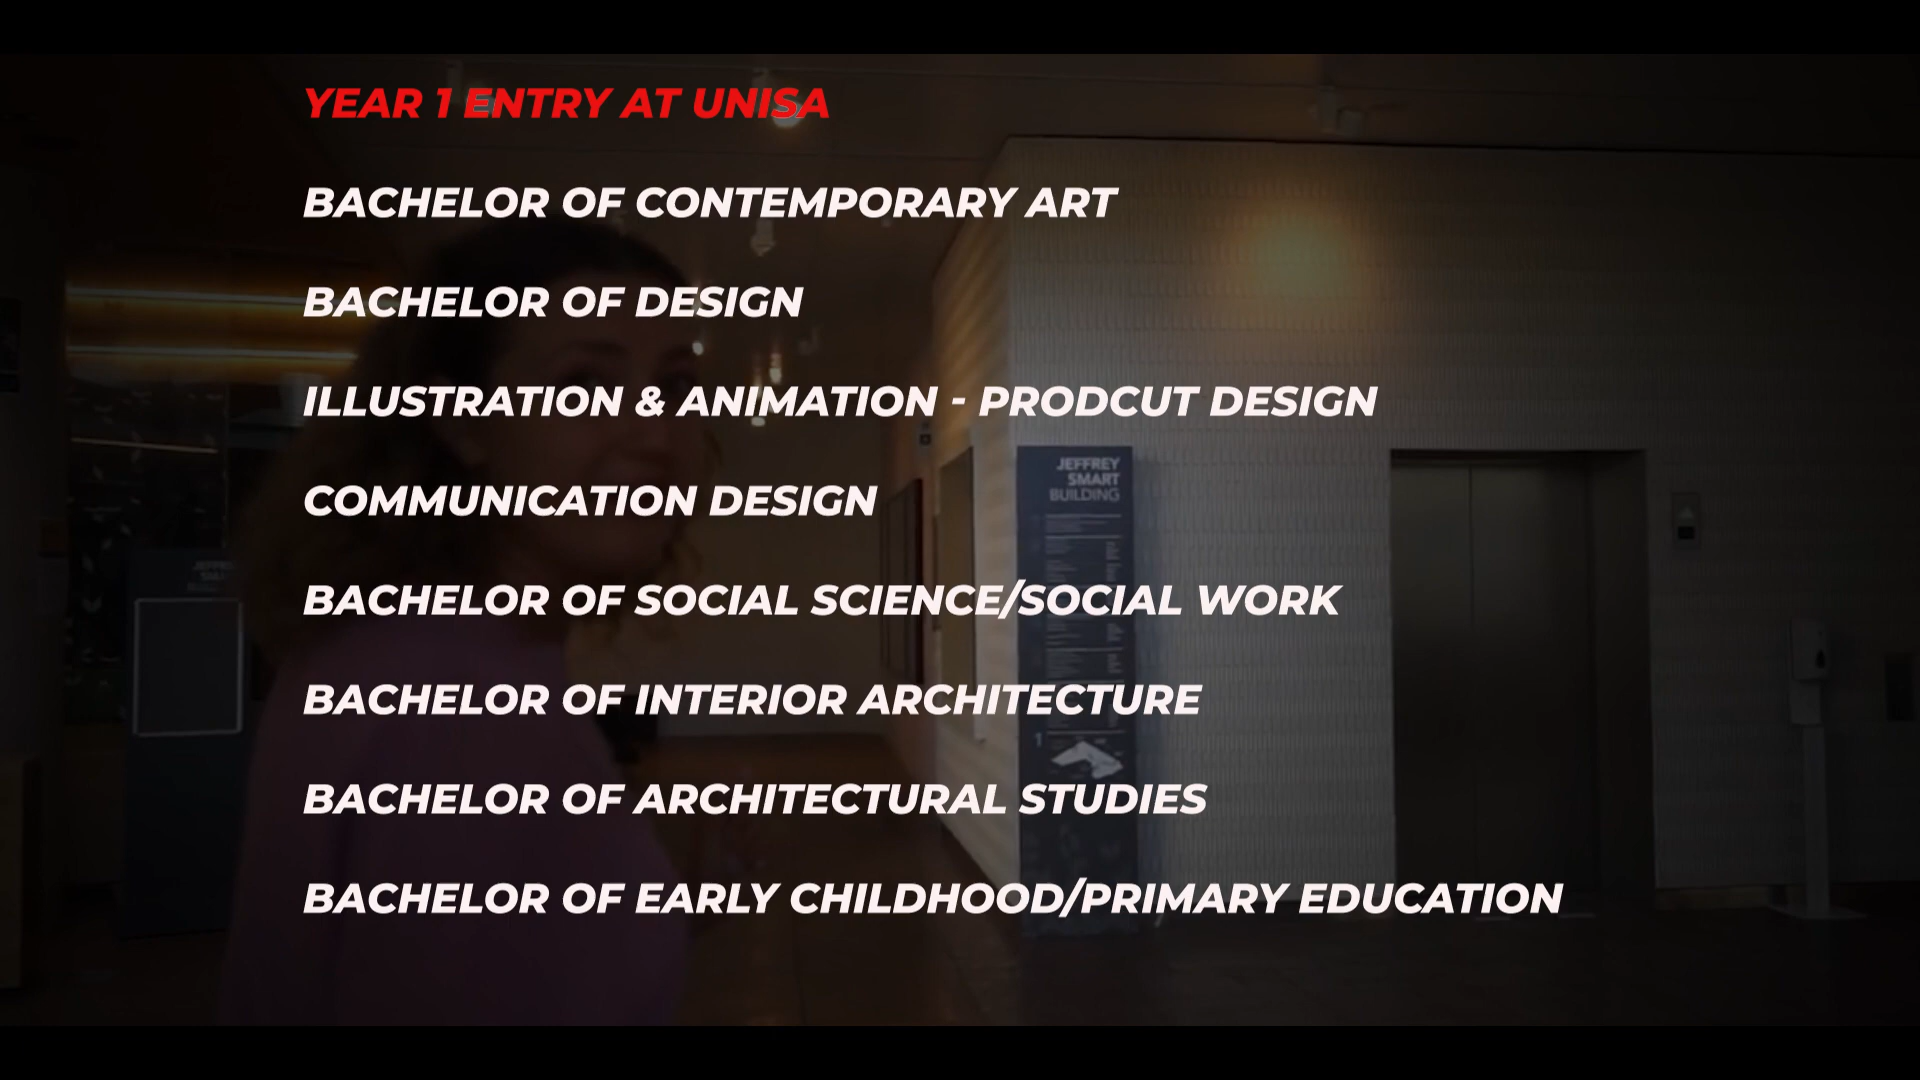 YEAR 1 ENTRY AT UNISA
BACHELOR OF CONTEMPORARY ART
BACHELOR OF DESIGN
ILLUSTRATION & ANIMATION - PRODCUT DESIGN
COMMUNICATION DESIGN
BACHELOR OF SOCIAL SCIENCE/SOCIAL WORK
BACHELOR OF INTERIOR ARCHITECTURE
BACHELOR OF ARCHITECTURAL STUDIES
BACHELOR OF EARLY CHILDHOOD/PRIMARY EDUCATION
JEFFREY
SMART
BUILDING
1